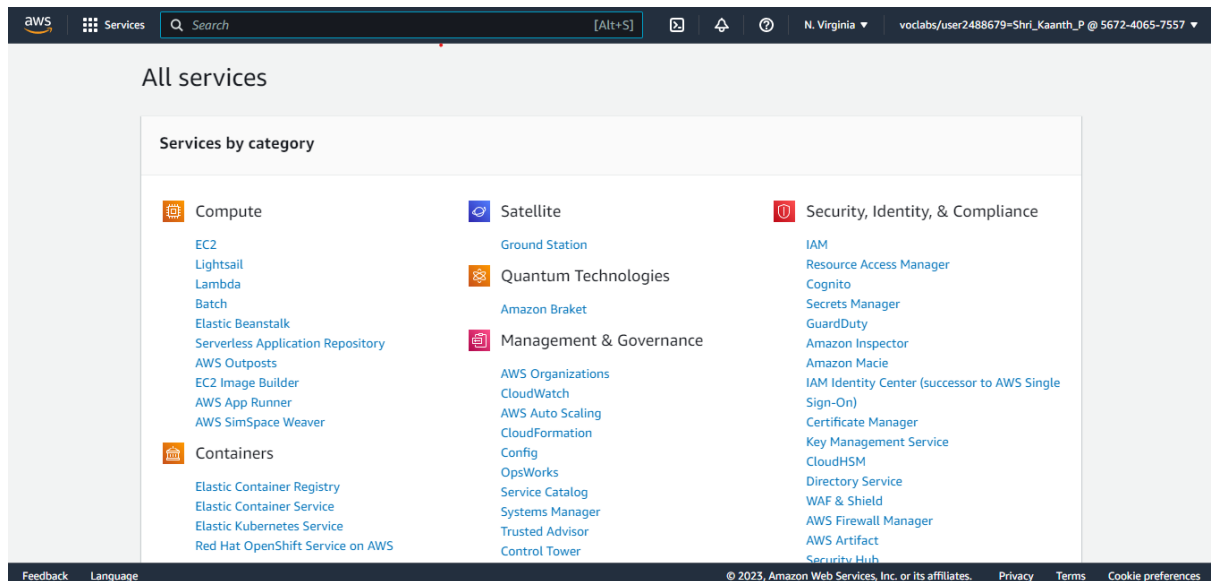 aws Services Search [Alt+S] N. Virginia ▼ voclabs/user2488679=Shri_Kaanth_P @ 5672-4065-7557 ▼
All services
Services by category
Compute
EC2
Lightsail
Lambda
Batch
Elastic Beanstalk
Serverless Application Repository
AWS Outposts
EC2 Image Builder
AWS App Runner
AWS SimSpace Weaver
Containers
Elastic Container Registry
Elastic Container Service
Elastic Kubernetes Service
Red Hat OpenShift Service on AWS
Satellite
Ground Station
Quantum Technologies
Amazon Braket
Management & Governance
AWS Organizations
CloudWatch
AWS Auto Scaling
CloudFormation
Config
OpsWorks
Service Catalog
Systems Manager
Trusted Advisor
Control Tower
Security, Identity, & Compliance
IAM
Resource Access Manager
Cognito
Secrets Manager
GuardDuty
Amazon Inspector
Amazon Macie
IAM Identity Center (successor to AWS Single
Sign-On)
Certificate Manager
Key Management Service
CloudHSM
Directory Service
WAF & Shield
AWS Firewall Manager
AWS Artifact
Security Hub
Feedback Language © 2023, Amazon Web Services, Inc. or its affiliates. Privacy Terms Cookie preferences